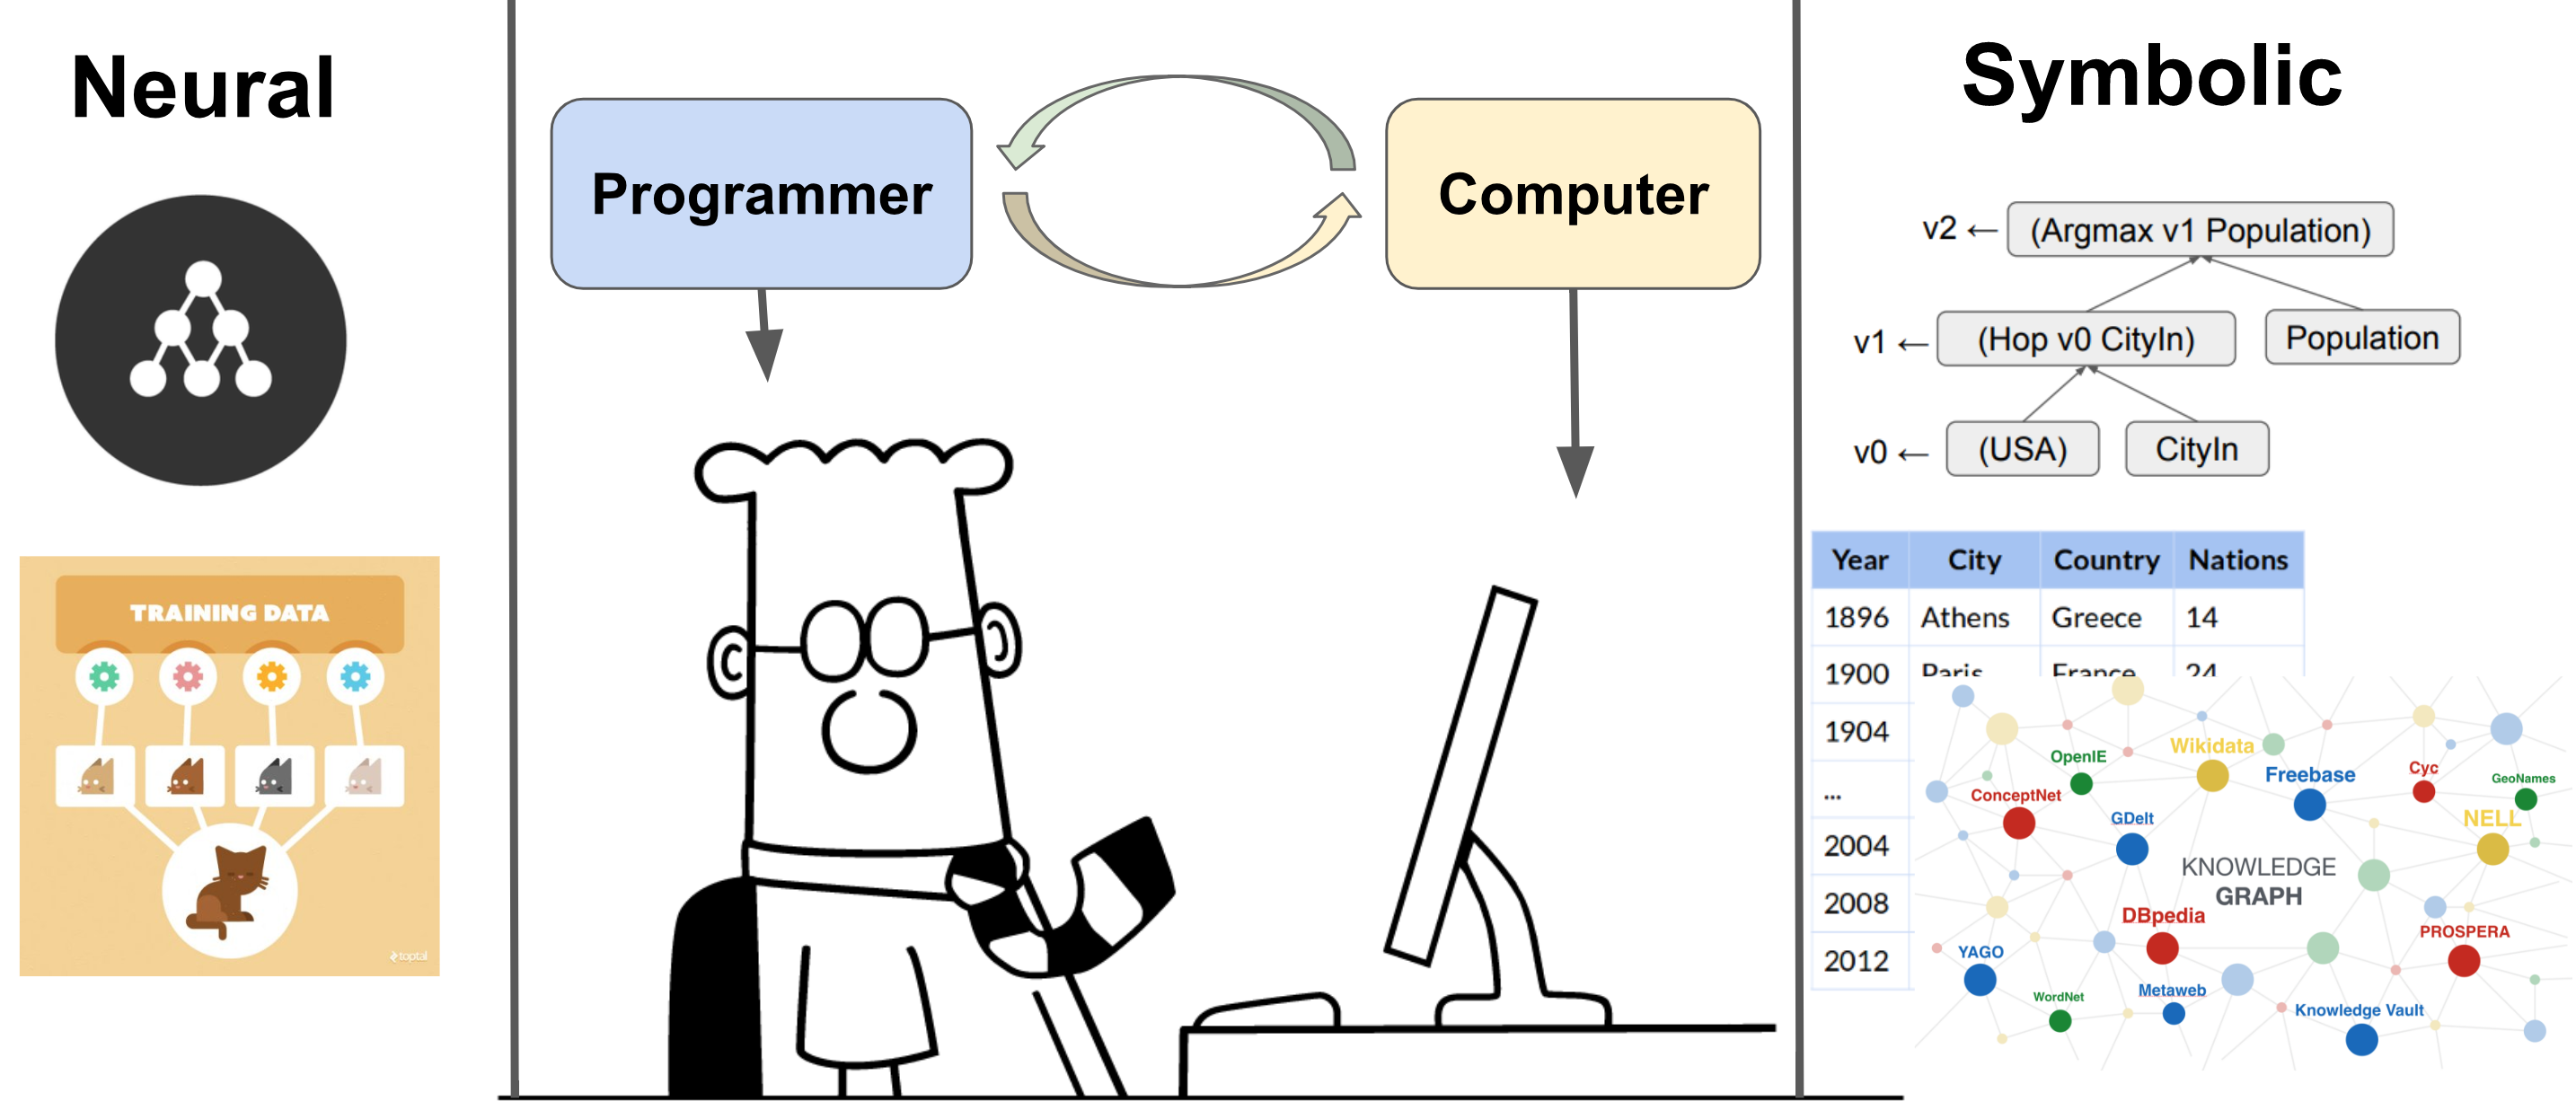 Neural
TRAINING DATA
toptal
Programmer
Computer
Symbolic
v2 ← (Argmax v1 Population)
v1 ← (Hop v0 CityIn) Population
v0 ← (USA) CityIn
Year City Country Nations
1896 Athens Greece 14
1900 Paris France 24
1904
...
2004
2008
2012
OpenIE
Wikidata
Freebase
Cyc
GeoNames
ConceptNet
GDelt
NELL
KNOWLEDGE
GRAPH
DBpedia
PROSPERA
YAGO
WordNet
Metaweb
Knowledge Vault